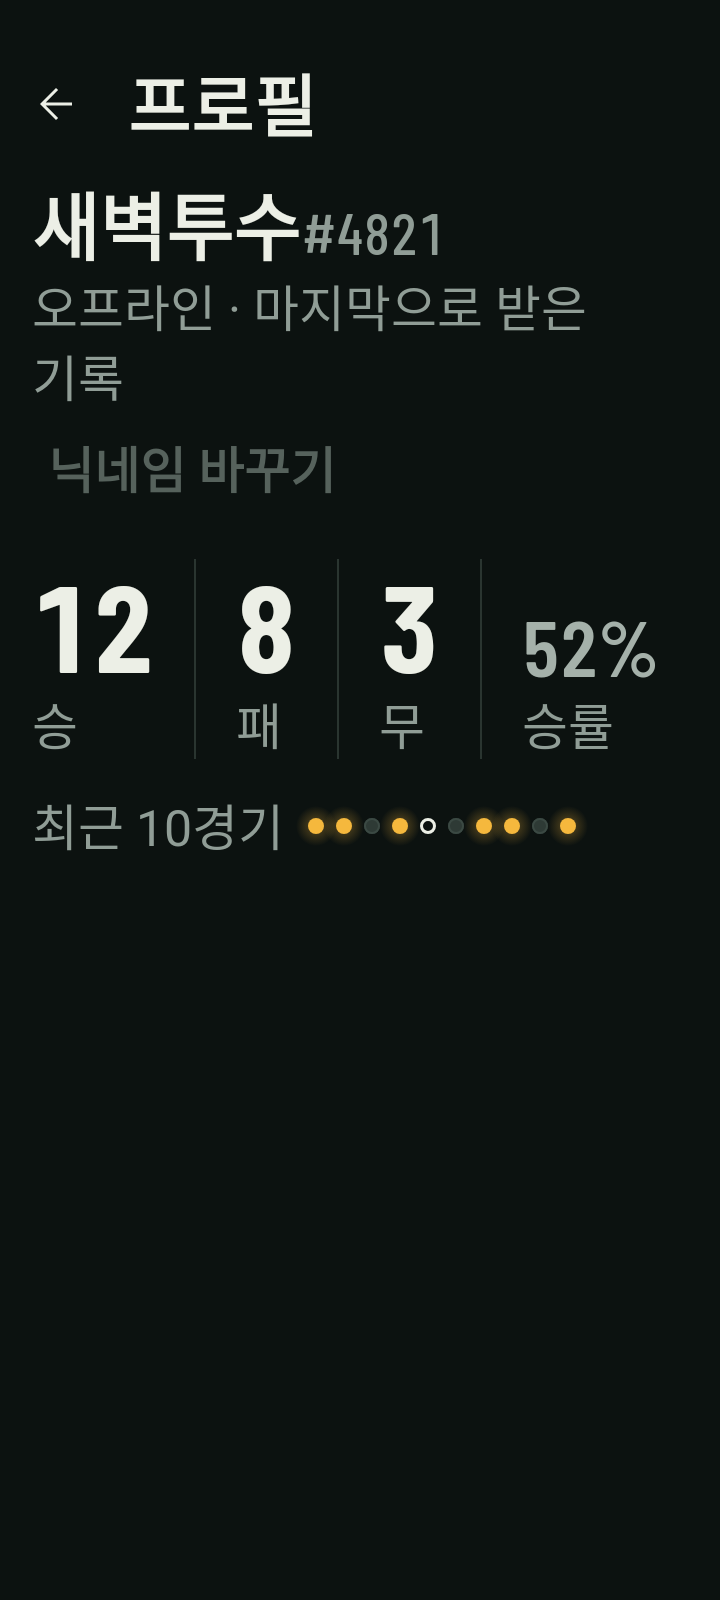 프로필
새벽투수#4821
오프라인 · 마지막으로 받은
기록
닉네임 바꾸기
12 8 3 52%
승 패 무 승률
최근 10경기